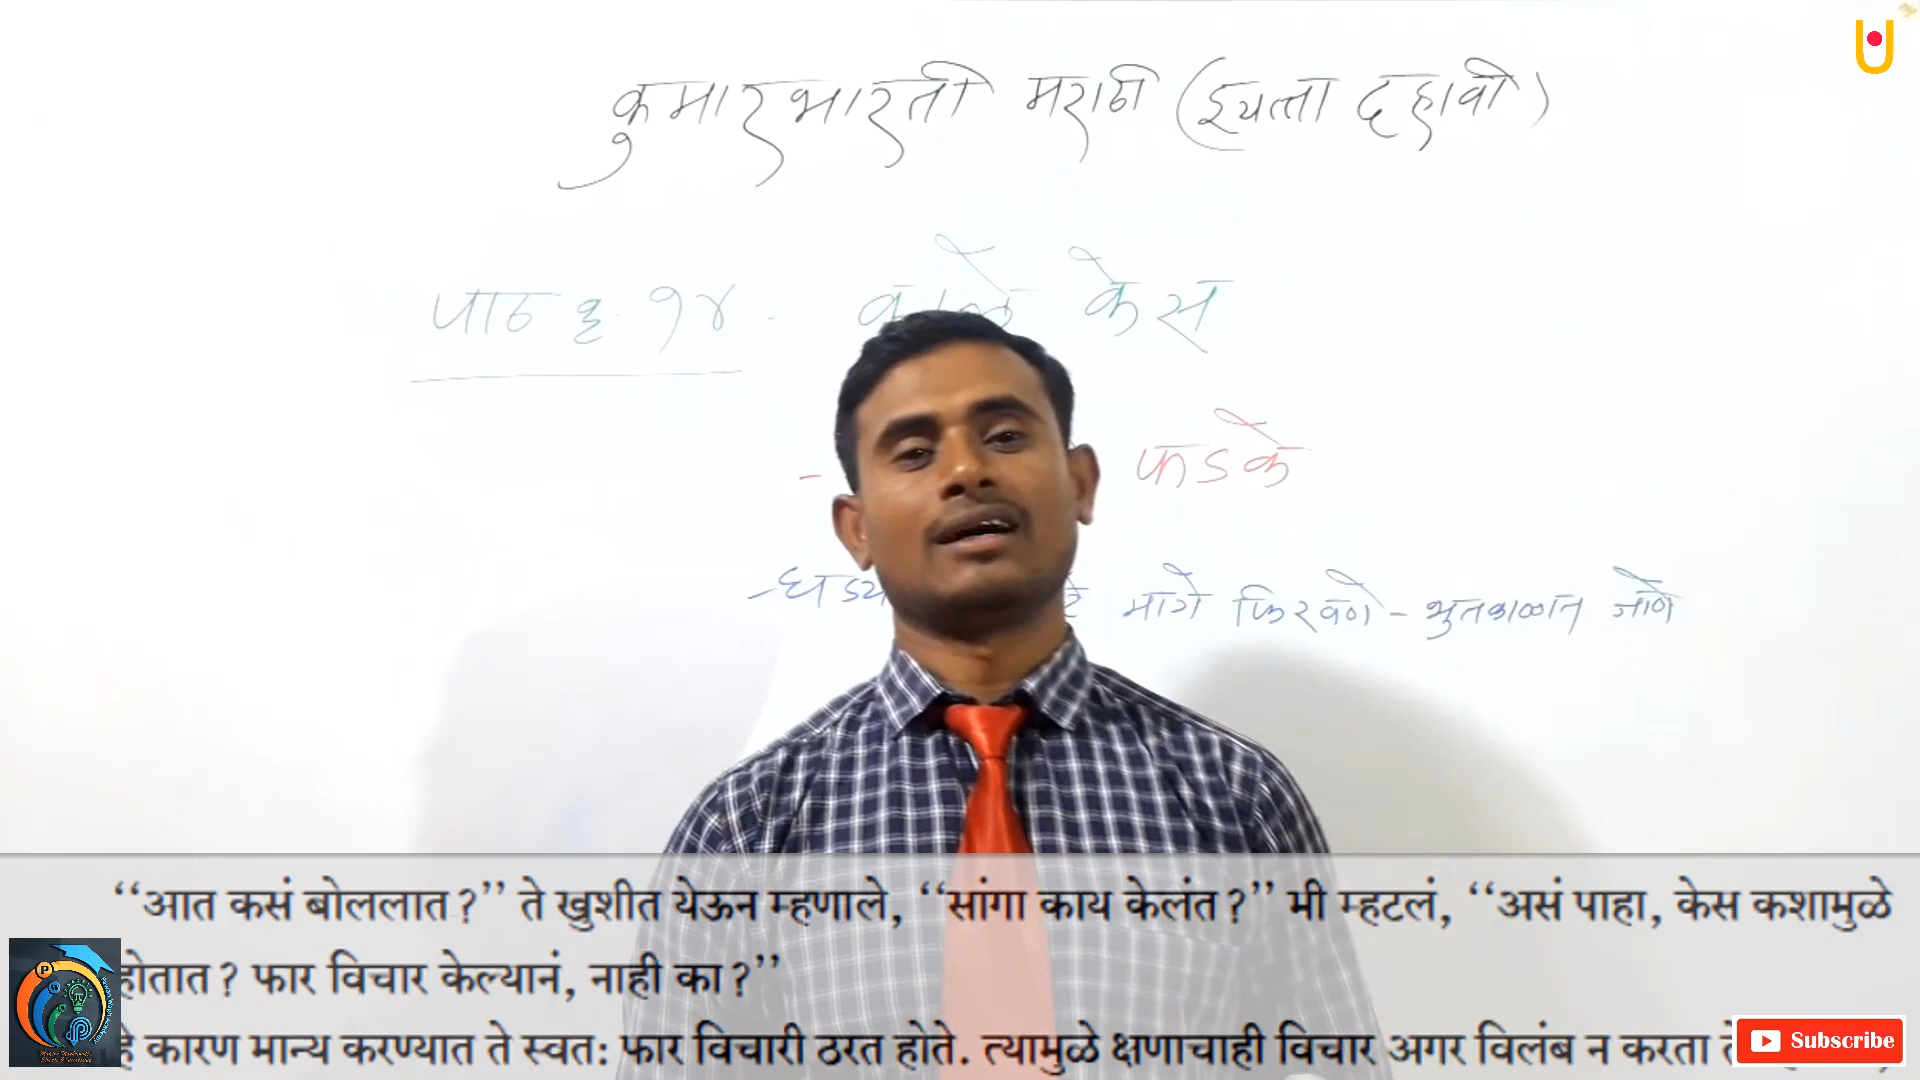 कुमारभारती मराठी (इयत्ता दहावी)
पाठ क्र. १४. काळे केस
- फडके
- घड्य मागे फिरवणे - भुतकाळात जाणे
‘‘आत कसं बोललात ?’’ ते खुशीत येऊन म्हणाले, ‘‘सांगा काय केलंत ?’’ मी म्हटलं, ‘‘असं पाहा, केस कशामुळे
होतात ? फार विचार केल्यानं, नाही का ?’’
हे कारण मान्य करण्यात ते स्वतः फार विचारी ठरत होते. त्यामुळे क्षणाचाही विचार अगर विलंब न करता
Subscribe